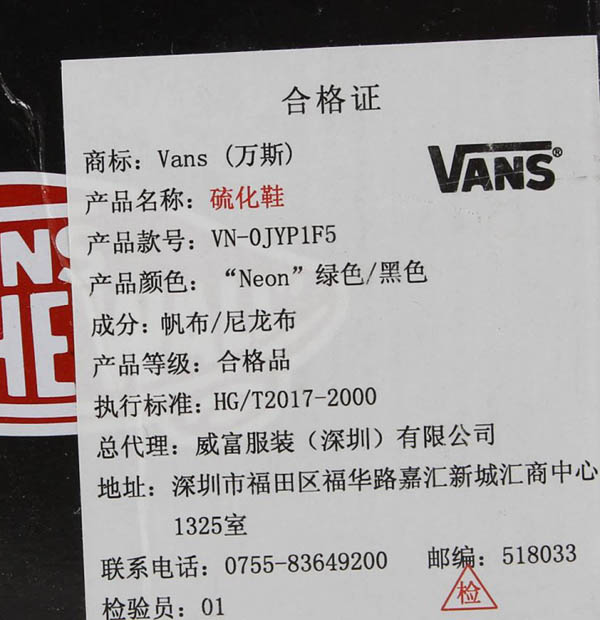 合格证
商标：Vans (万斯)
VANS®
产品名称：硫化鞋
产品款号：VN-0JYP1F5
产品颜色：“Neon”绿色/黑色
成分：帆布/尼龙布
产品等级：合格品
执行标准：HG/T2017-2000
总代理：威富服装（深圳）有限公司
地址：深圳市福田区福华路嘉汇新城汇商中心
1325室
联系电话：0755-83649200 邮编：518033
检验员：01
检
NS
HE